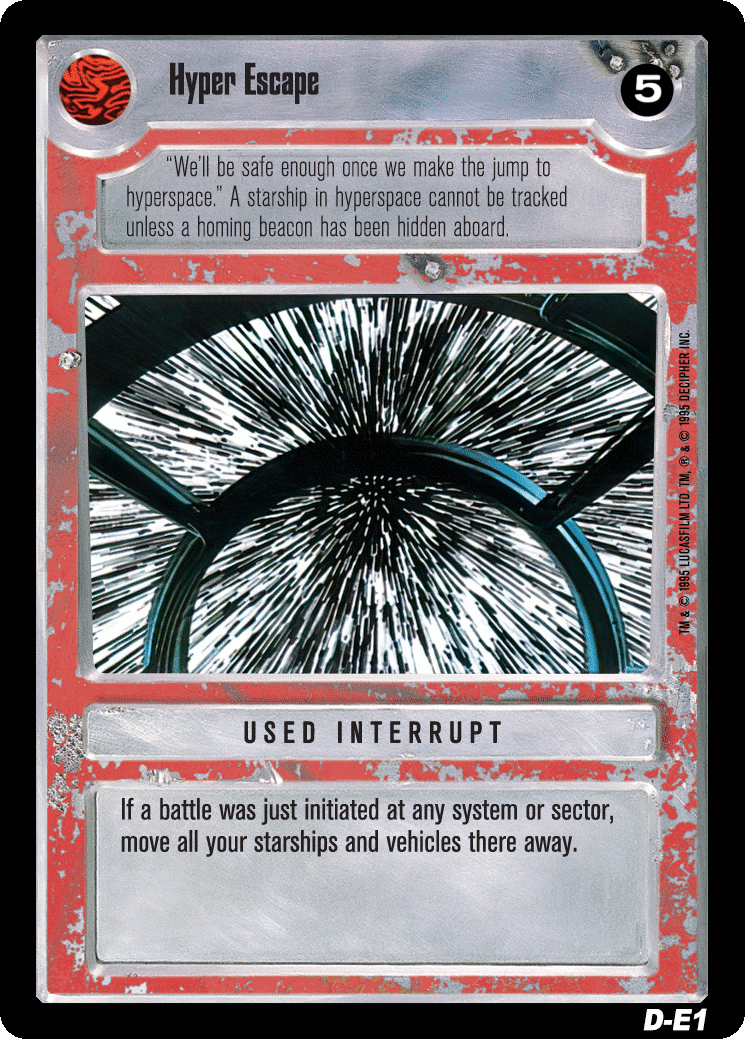 Hyper Escape
5
“We’ll be safe enough once we make the jump to
hyperspace.” A starship in hyperspace cannot be tracked
unless a homing beacon has been hidden aboard.
TM & © 1995 LUCASFILM LTD. TM, ® & © 1995 DECIPHER INC.
USED INTERRUPT
If a battle was just initiated at any system or sector,
move all your starships and vehicles there away.
D-E1